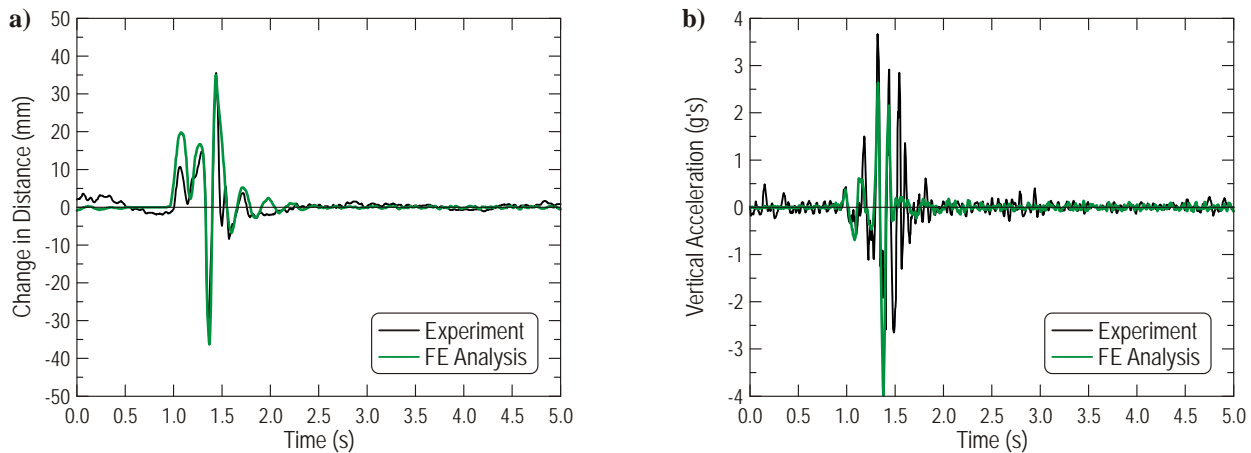 a)
50
40
30
20
10
0
-10
-20
-30
-40
50
Change in Distance (mm)
0.0 0.5 1.0 1.5 2.0 2.5 3.0 3.5 4.0 4.5 5.0
Time (s)
Experiment
FE Analysis
b)
4
3
2
1
0
-1
-2
-3
-4
Vertical Acceleration (g's)
0.0 0.5 1.0 1.5 2.0 2.5 3.0 3.5 4.0 4.5 5.0
Time (s)
Experiment
FE Analysis